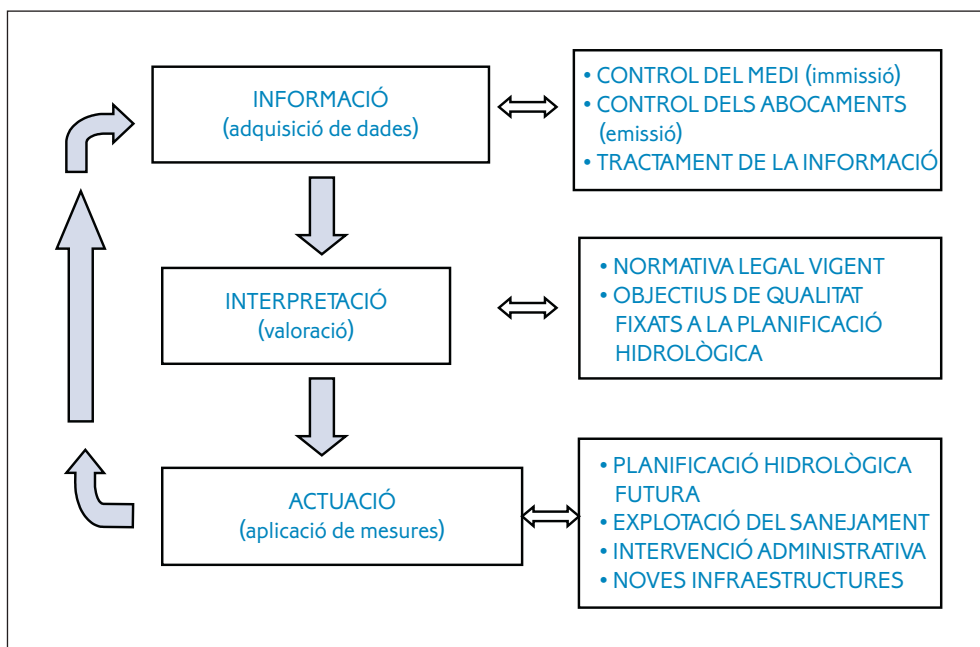 INFORMACIÓ
(adquisició de dades)
• CONTROL DEL MEDI (immissió)
• CONTROL DELS ABOCAMENTS
(emissió)
• TRACTAMENT DE LA INFORMACIÓ
INTERPRETACIÓ
(valoració)
• NORMATIVA LEGAL VIGENT
• OBJECTIUS DE QUALITAT
FIXATS A LA PLANIFICACIÓ
HIDROLÒGICA
ACTUACIÓ
(aplicació de mesures)
• PLANIFICACIÓ HIDROLÒGICA
FUTURA
• EXPLOTACIÓ DEL SANEJAMENT
• INTERVENCIÓ ADMINISTRATIVA
• NOVES INFRAESTRUCTURES